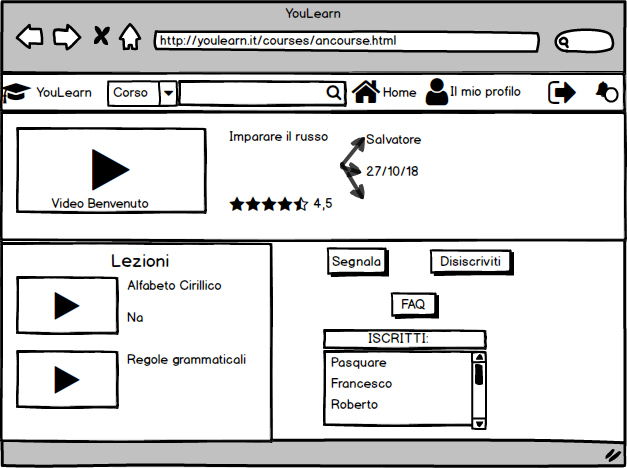 YouLearn
http://youlearn.it/courses/ancourse.html
YouLearn Corso Home Il mio profilo
Imparare il russo
Salvatore
27/10/18
Video Benvenuto
4,5
Lezioni
Alfabeto Cirillico
Na
Regole grammaticali
Segnala Disiscriviti
FAQ
ISCRITTI:
Pasquare
Francesco
Roberto